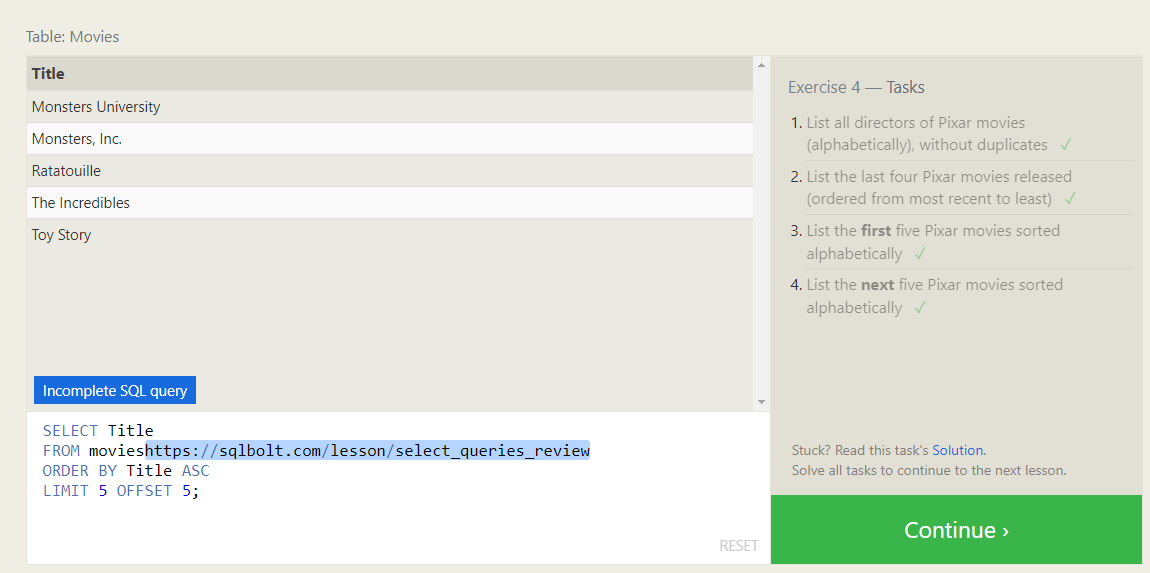 Table: Movies
Title
Monsters University
Monsters, Inc.
Ratatouille
The Incredibles
Toy Story
Incomplete SQL query
SELECT Title
FROM movieshttps://sqlbolt.com/lesson/select_queries_review
ORDER BY Title ASC
LIMIT 5 OFFSET 5;
RESET
Exercise 4 — Tasks
1. List all directors of Pixar movies
(alphabetically), without duplicates ✓
2. List the last four Pixar movies released
(ordered from most recent to least) ✓
3. List the first five Pixar movies sorted
alphabetically ✓
4. List the next five Pixar movies sorted
alphabetically ✓
Stuck? Read this task's Solution.
Solve all tasks to continue to the next lesson.
Continue ›